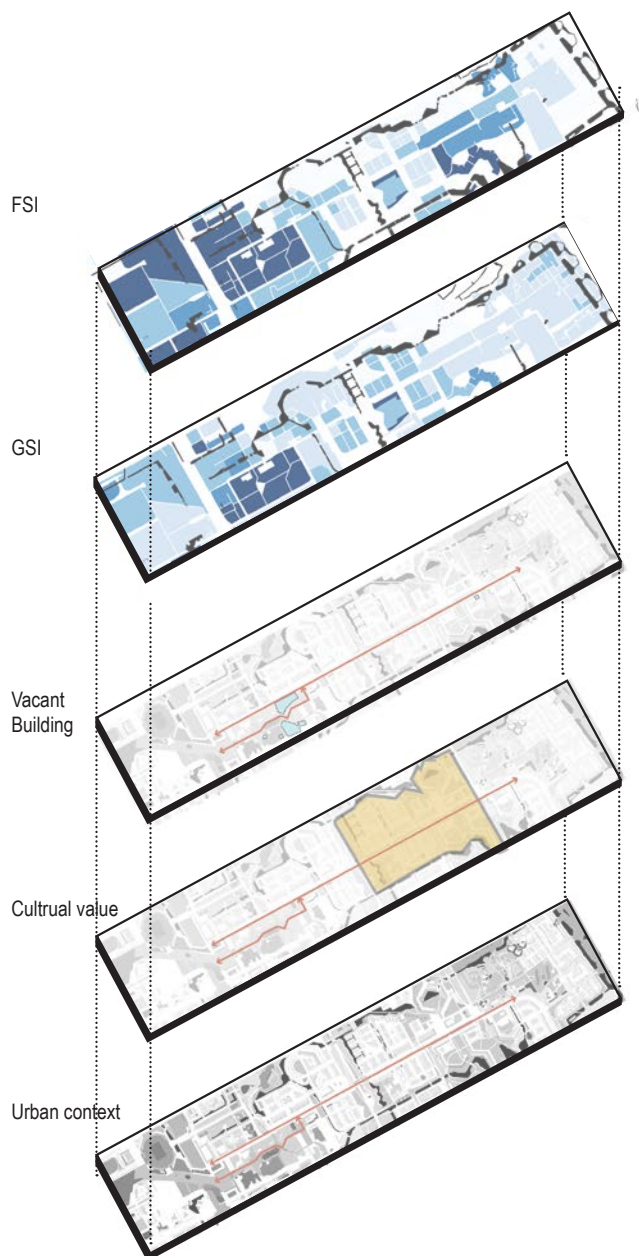 FSI
GSI
Vacant
Building
Cultrual value
Urban context